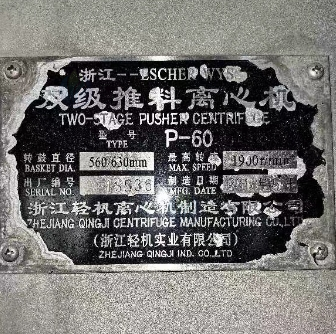 浙江--ESCHER WYSS
双级推料离心机
TWO-STAGE PUSHER CENTRIFUGE
型号 TYPE P-60
转鼓直径 BASKET DIA. 560/630mm 最高转 MAX. SPEED 1900r/min
出厂编号 SERIAL NO. 制造日期 MFG. DATE
浙江轻机离心机制造有限公司
ZHEJIANG QINGJI CENTRIFUGE MANUFACTURING CO.,LTD
(浙江轻机实业有限公司)
ZHEJIANG QINGJI IND. CO.,LTD